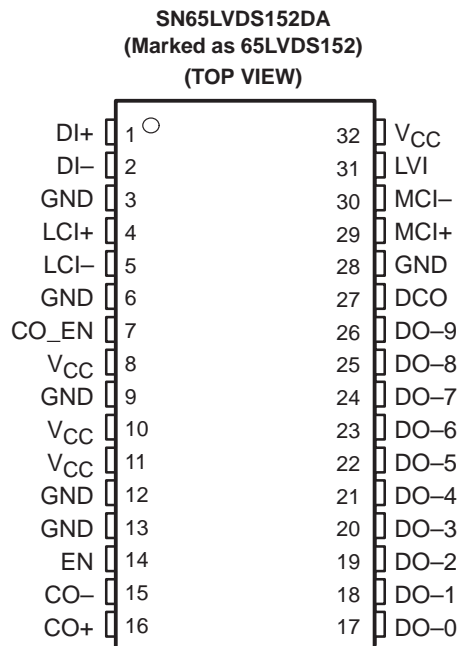 SN65LVDS152DA
(Marked as 65LVDS152)
(TOP VIEW)
DI+ 1 32 VCC
DI– 2 31 LVI
GND 3 30 MCI–
LCI+ 4 29 MCI+
LCI– 5 28 GND
GND 6 27 DCO
CO_EN 7 26 DO–9
VCC 8 25 DO–8
GND 9 24 DO–7
VCC 10 23 DO–6
VCC 11 22 DO–5
GND 12 21 DO–4
GND 13 20 DO–3
EN 14 19 DO–2
CO– 15 18 DO–1
CO+ 16 17 DO–0